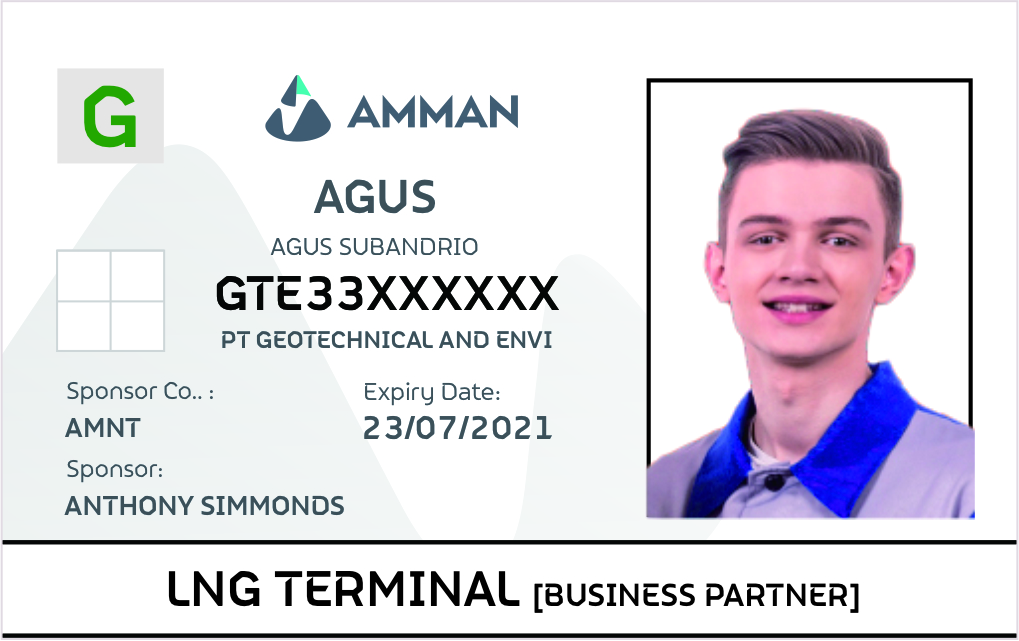 G
AMMAN
AGUS
AGUS SUBANDRIO
GTE33XXXXXX
PT GEOTECHNICAL AND ENVI
Sponsor Co.. :
AMNT
Expiry Date:
23/07/2021
Sponsor:
ANTHONY SIMMONDS
LNG TERMINAL [BUSINESS PARTNER]